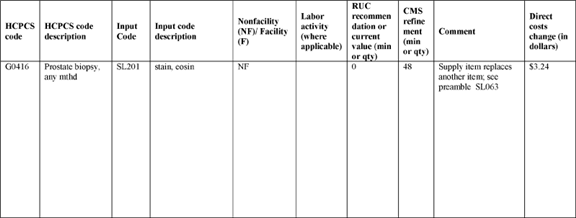 HCPCS
code
HCPCS code
description
Input
Code
Input code
description
Nonfacility
(NF)/ Facility
(F)
Labor
activity
(where
applicable)
RUC
recommen
dation or
current
value (min
or qty)
CMS
refine
ment
(min
or qty)
Comment
Direct
costs
change (in
dollars)
G0416
Prostate biopsy,
any mthd
SL201
stain, eosin
NF
0
48
Supply item replaces
another item; see
preamble SL063
$3.24